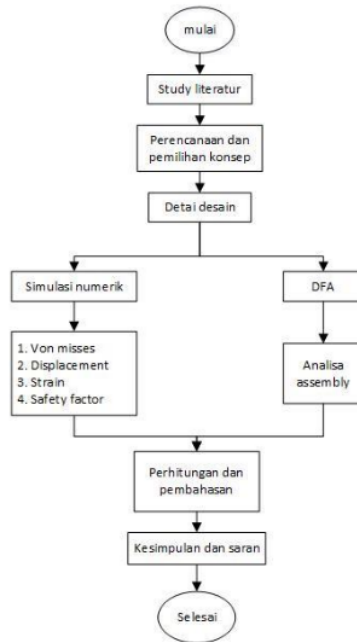 mulai
Study literatur
Perencanaan dan
pemilihan konsep
Detai desain
Simulasi numerik
DFA
1. Von misses
2. Displacement
3. Strain
4. Safety factor
Analisa
assembly
Perhitungan dan
pembahasan
Kesimpulan dan saran
Selesai